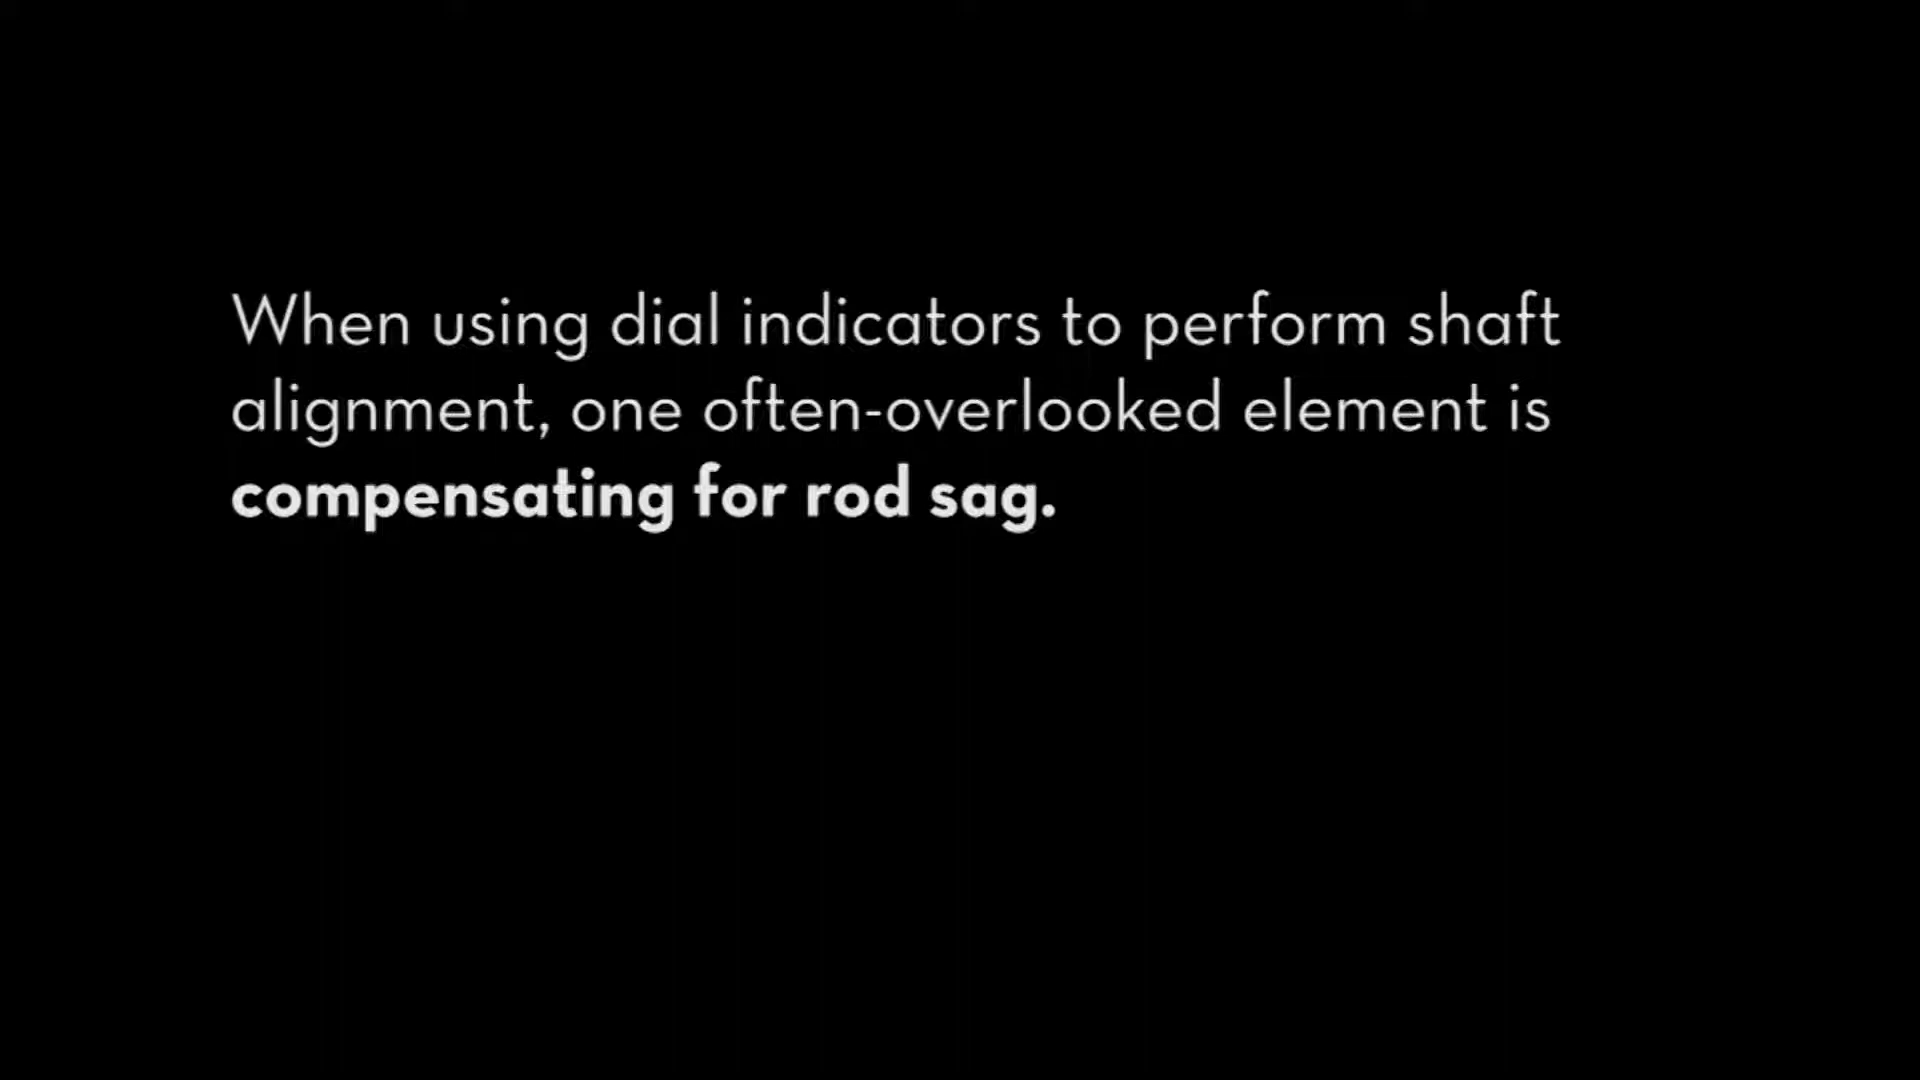 When using dial indicators to perform shaft
alignment, one often-overlooked element is
compensating for rod sag.